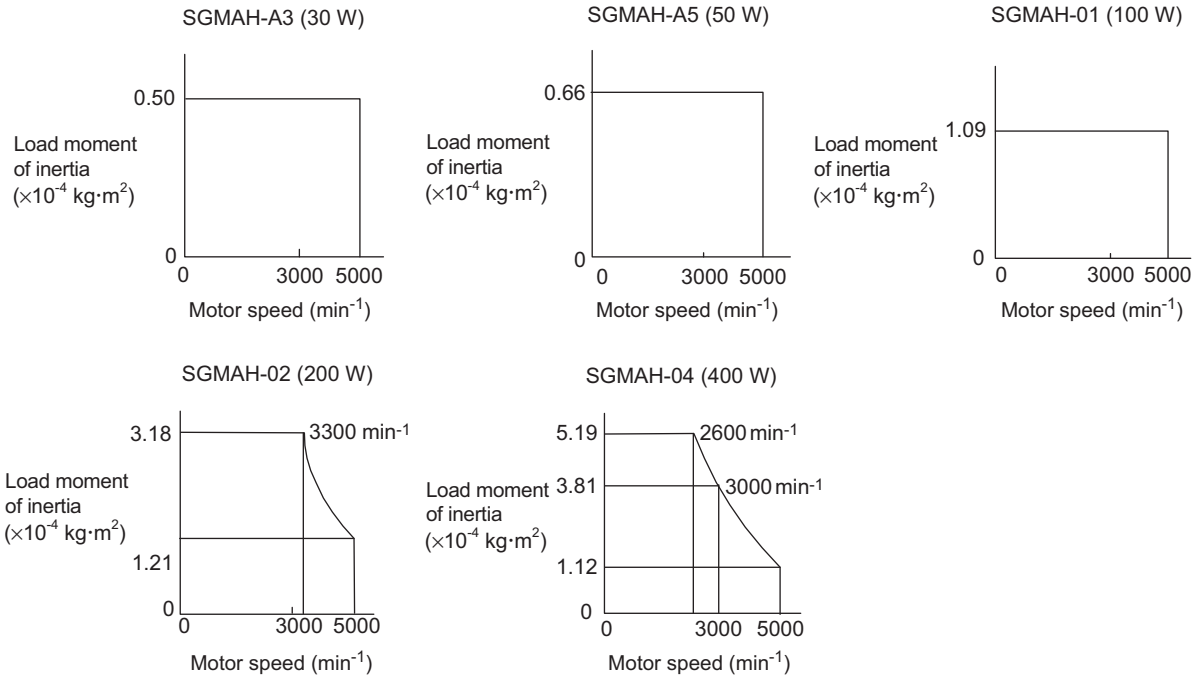 SGMAH-A3 (30 W)
0.50
Load moment
of inertia
(×10-4 kg·m2)
0
0 3000 5000
Motor speed (min-1)
SGMAH-A5 (50 W)
0.66
Load moment
of inertia
(×10-4 kg·m2)
0
0 3000 5000
Motor speed (min-1)
SGMAH-01 (100 W)
1.09
Load moment
of inertia
(×10-4 kg·m2)
0
0 3000 5000
Motor speed (min-1)
SGMAH-02 (200 W)
3.18 3300 min-1
Load moment
of inertia
(×10-4 kg·m2)
1.21
0
0 3000 5000
Motor speed (min-1)
SGMAH-04 (400 W)
5.19 2600 min-1
Load moment
of inertia
(×10-4 kg·m2)
3.81 3000 min-1
1.12
0
0 3000 5000
Motor speed (min-1)